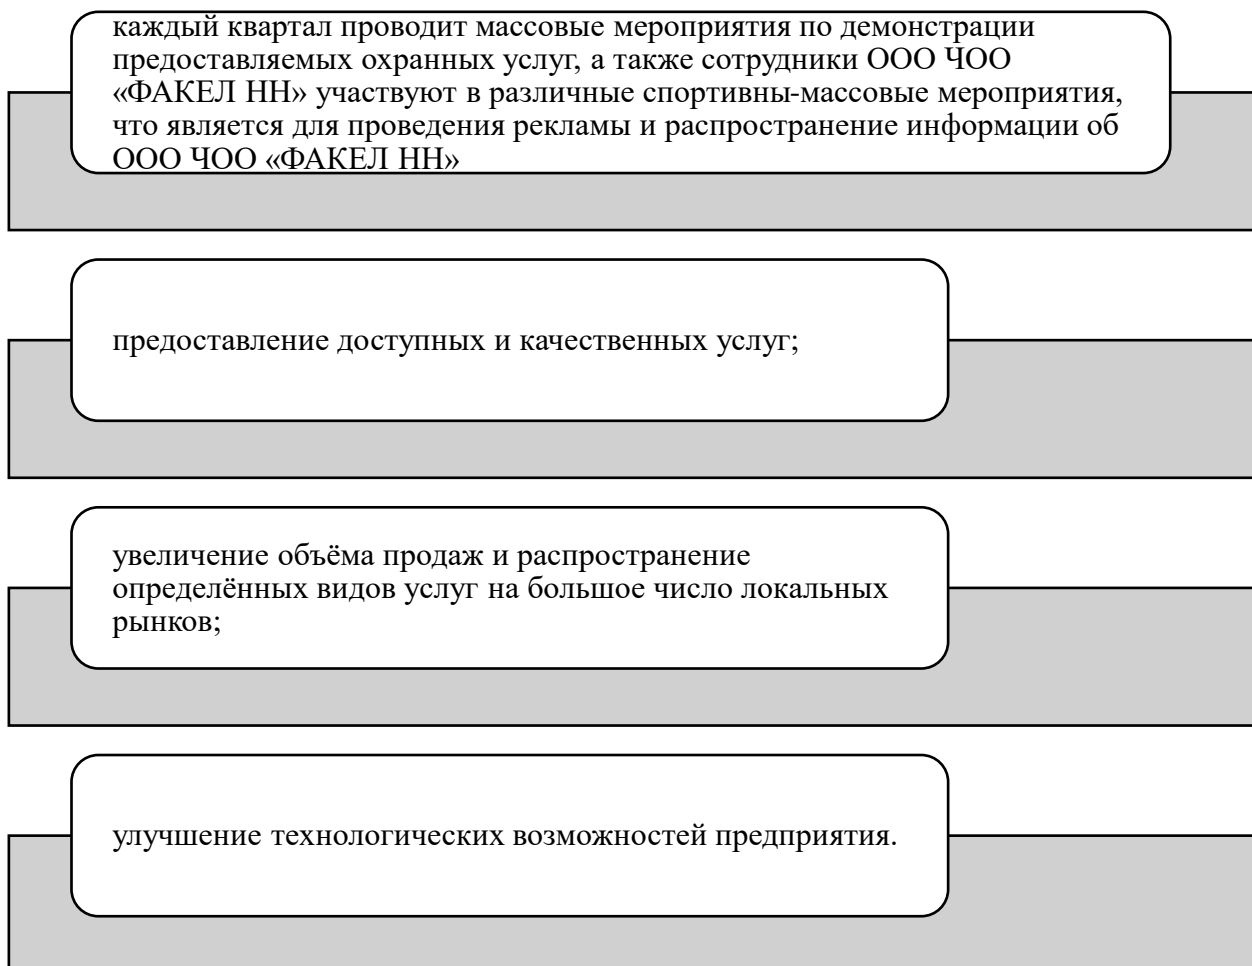 каждый квартал проводит массовые мероприятия по демонстрации
предоставляемых охранных услуг, а также сотрудники ООО ЧОО
«ФАКЕЛ НН» участвуют в различные спортивны-массовые мероприятия,
что является для проведения рекламы и распространение информации об
ООО ЧОО «ФАКЕЛ НН»
предоставление доступных и качественных услуг;
увеличение объёма продаж и распространение
определённых видов услуг на большое число локальных
рынков;
улучшение технологических возможностей предприятия.